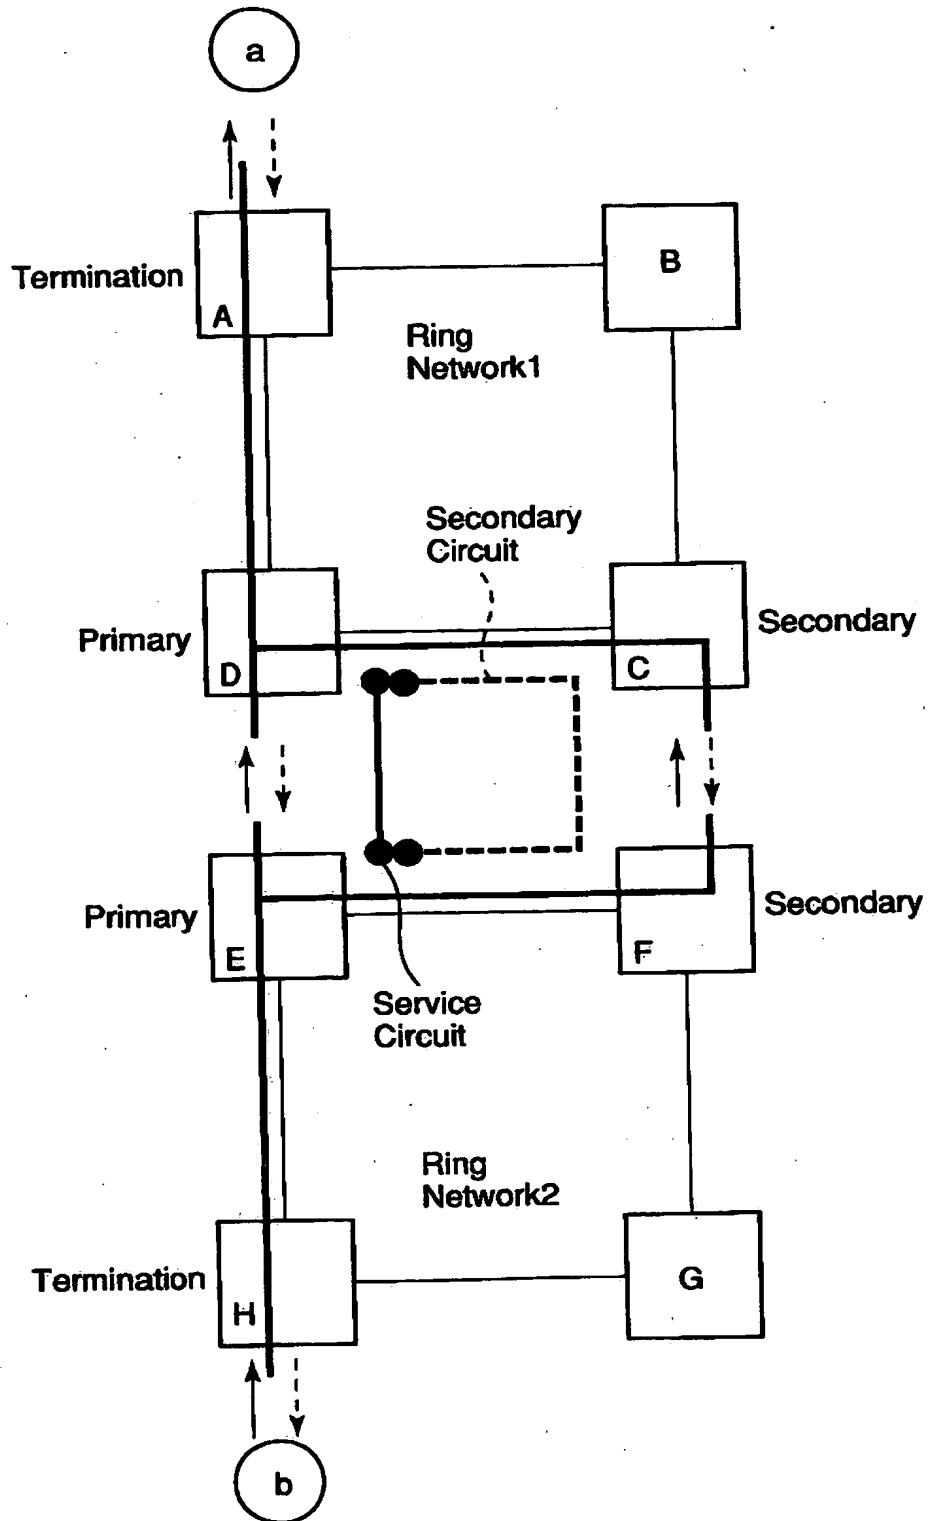 a
Termination
A
B
Ring
Network1
Secondary
Circuit
Primary
D
C
Secondary
Primary
E
F
Secondary
Service
Circuit
Ring
Network2
Termination
H
G
b